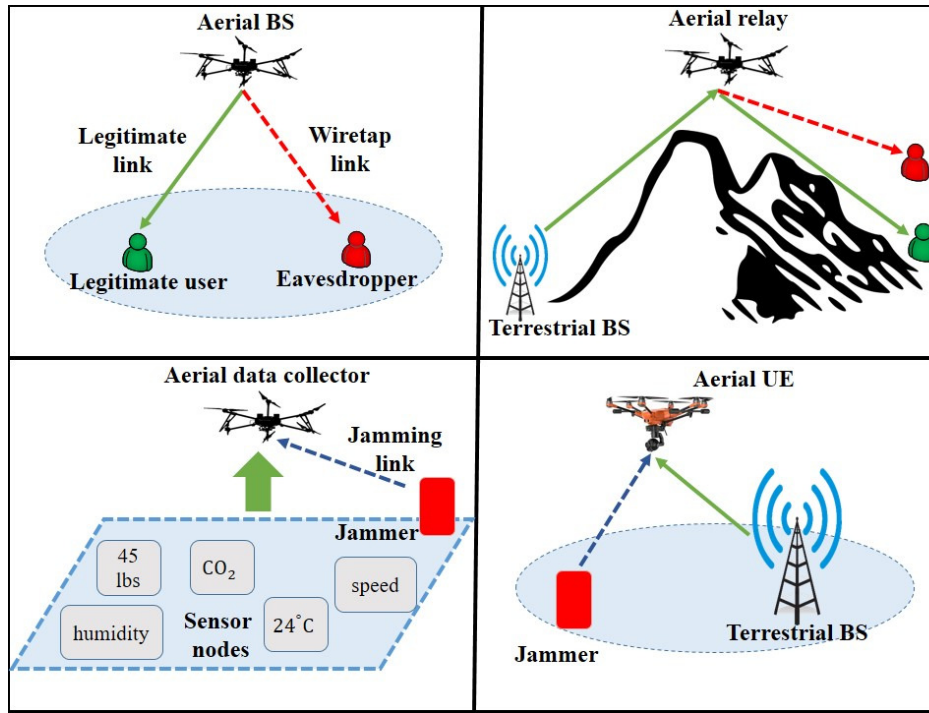 Aerial BS
Legitimate
link
Wiretap
link
Legitimate user
Eavesdropper
Aerial relay
Terrestrial BS
Aerial data collector
Jamming
link
Jammer
45
lbs
CO₂
speed
humidity
Sensor
nodes
24°C
Aerial UE
Terrestrial BS
Jammer